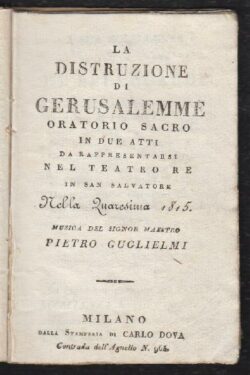 LA
DISTRUZIONE
DI
GERUSALEMME
ORATORIO SACRO
IN DUE ATTI
DA RAPPRESENTARSI
NEL TEATRO RE
IN SAN SALVATORE
Nella Quaresima 1815.
MUSICA DEL SIGNOR MAESTRO
PIETRO GUGLIELMI
MILANO
DALLA STAMPERIA DI CARLO DOVA
Contrada dell'Agnello N.